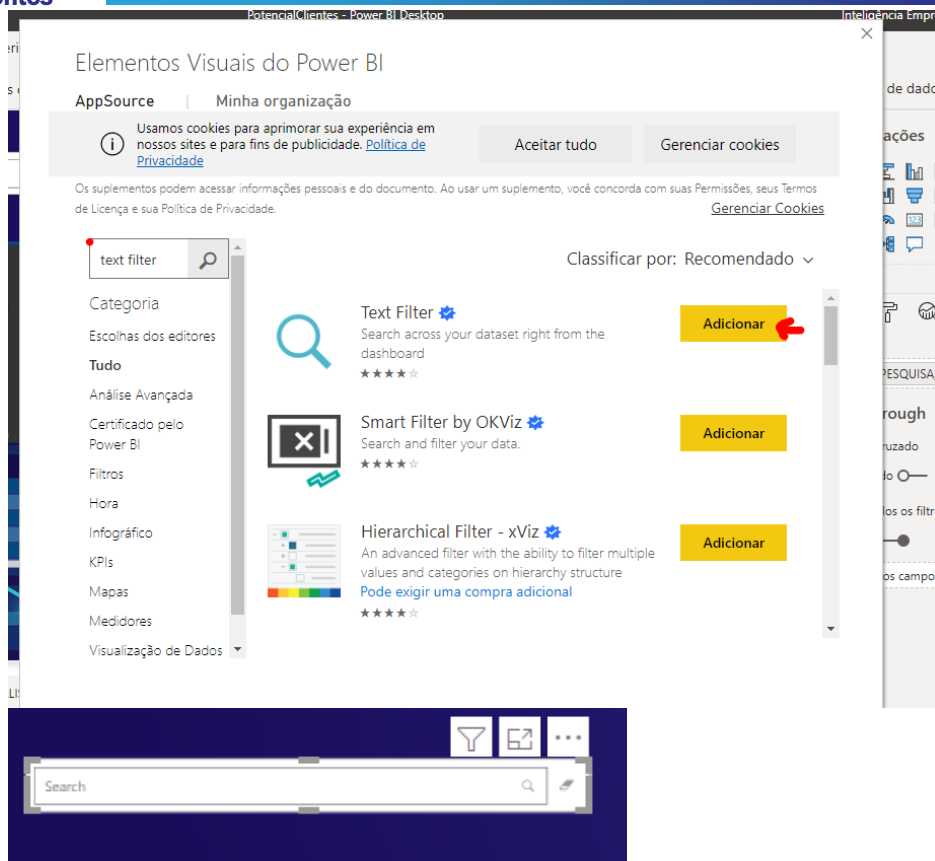 PotencialClientes - Power BI Desktop
Elementos Visuais do Power BI
AppSource | Minha organização
Usamos cookies para aprimorar sua experiência em
nossos sites e para fins de publicidade. Política de
Privacidade
Aceitar tudo
Gerenciar cookies
Os suplementos podem acessar informações pessoais e do documento. Ao usar um suplemento, você concorda com suas Permissões, seus Termos
de Licença e sua Política de Privacidade.
Gerenciar Cookies
text filter
Classificar por: Recomendado
Categoria
Escolhas dos editores
Tudo
Análise Avançada
Certificado pelo
Power BI
Filtros
Hora
Infográfico
KPIs
Mapas
Medidores
Visualização de Dados
Text Filter
Search across your dataset right from the
dashboard
Adicionar
Smart Filter by OKViz
Search and filter your data.
Adicionar
Hierarchical Filter - xViz
An advanced filter with the ability to filter multiple
values and categories on hierarchy structure
Pode exigir uma compra adicional
Adicionar
Inteligência Empr
de dado
ações
123
PESQUISA
rough
ruzado
do
os os filtr
os campo
Search